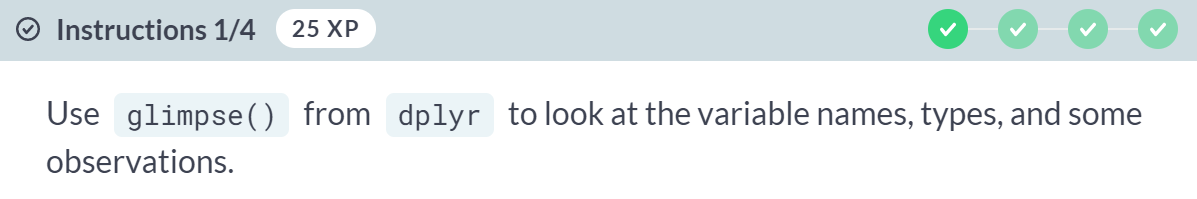 Instructions 1/4 25 XP
Use glimpse() from dplyr to look at the variable names, types, and some
observations.